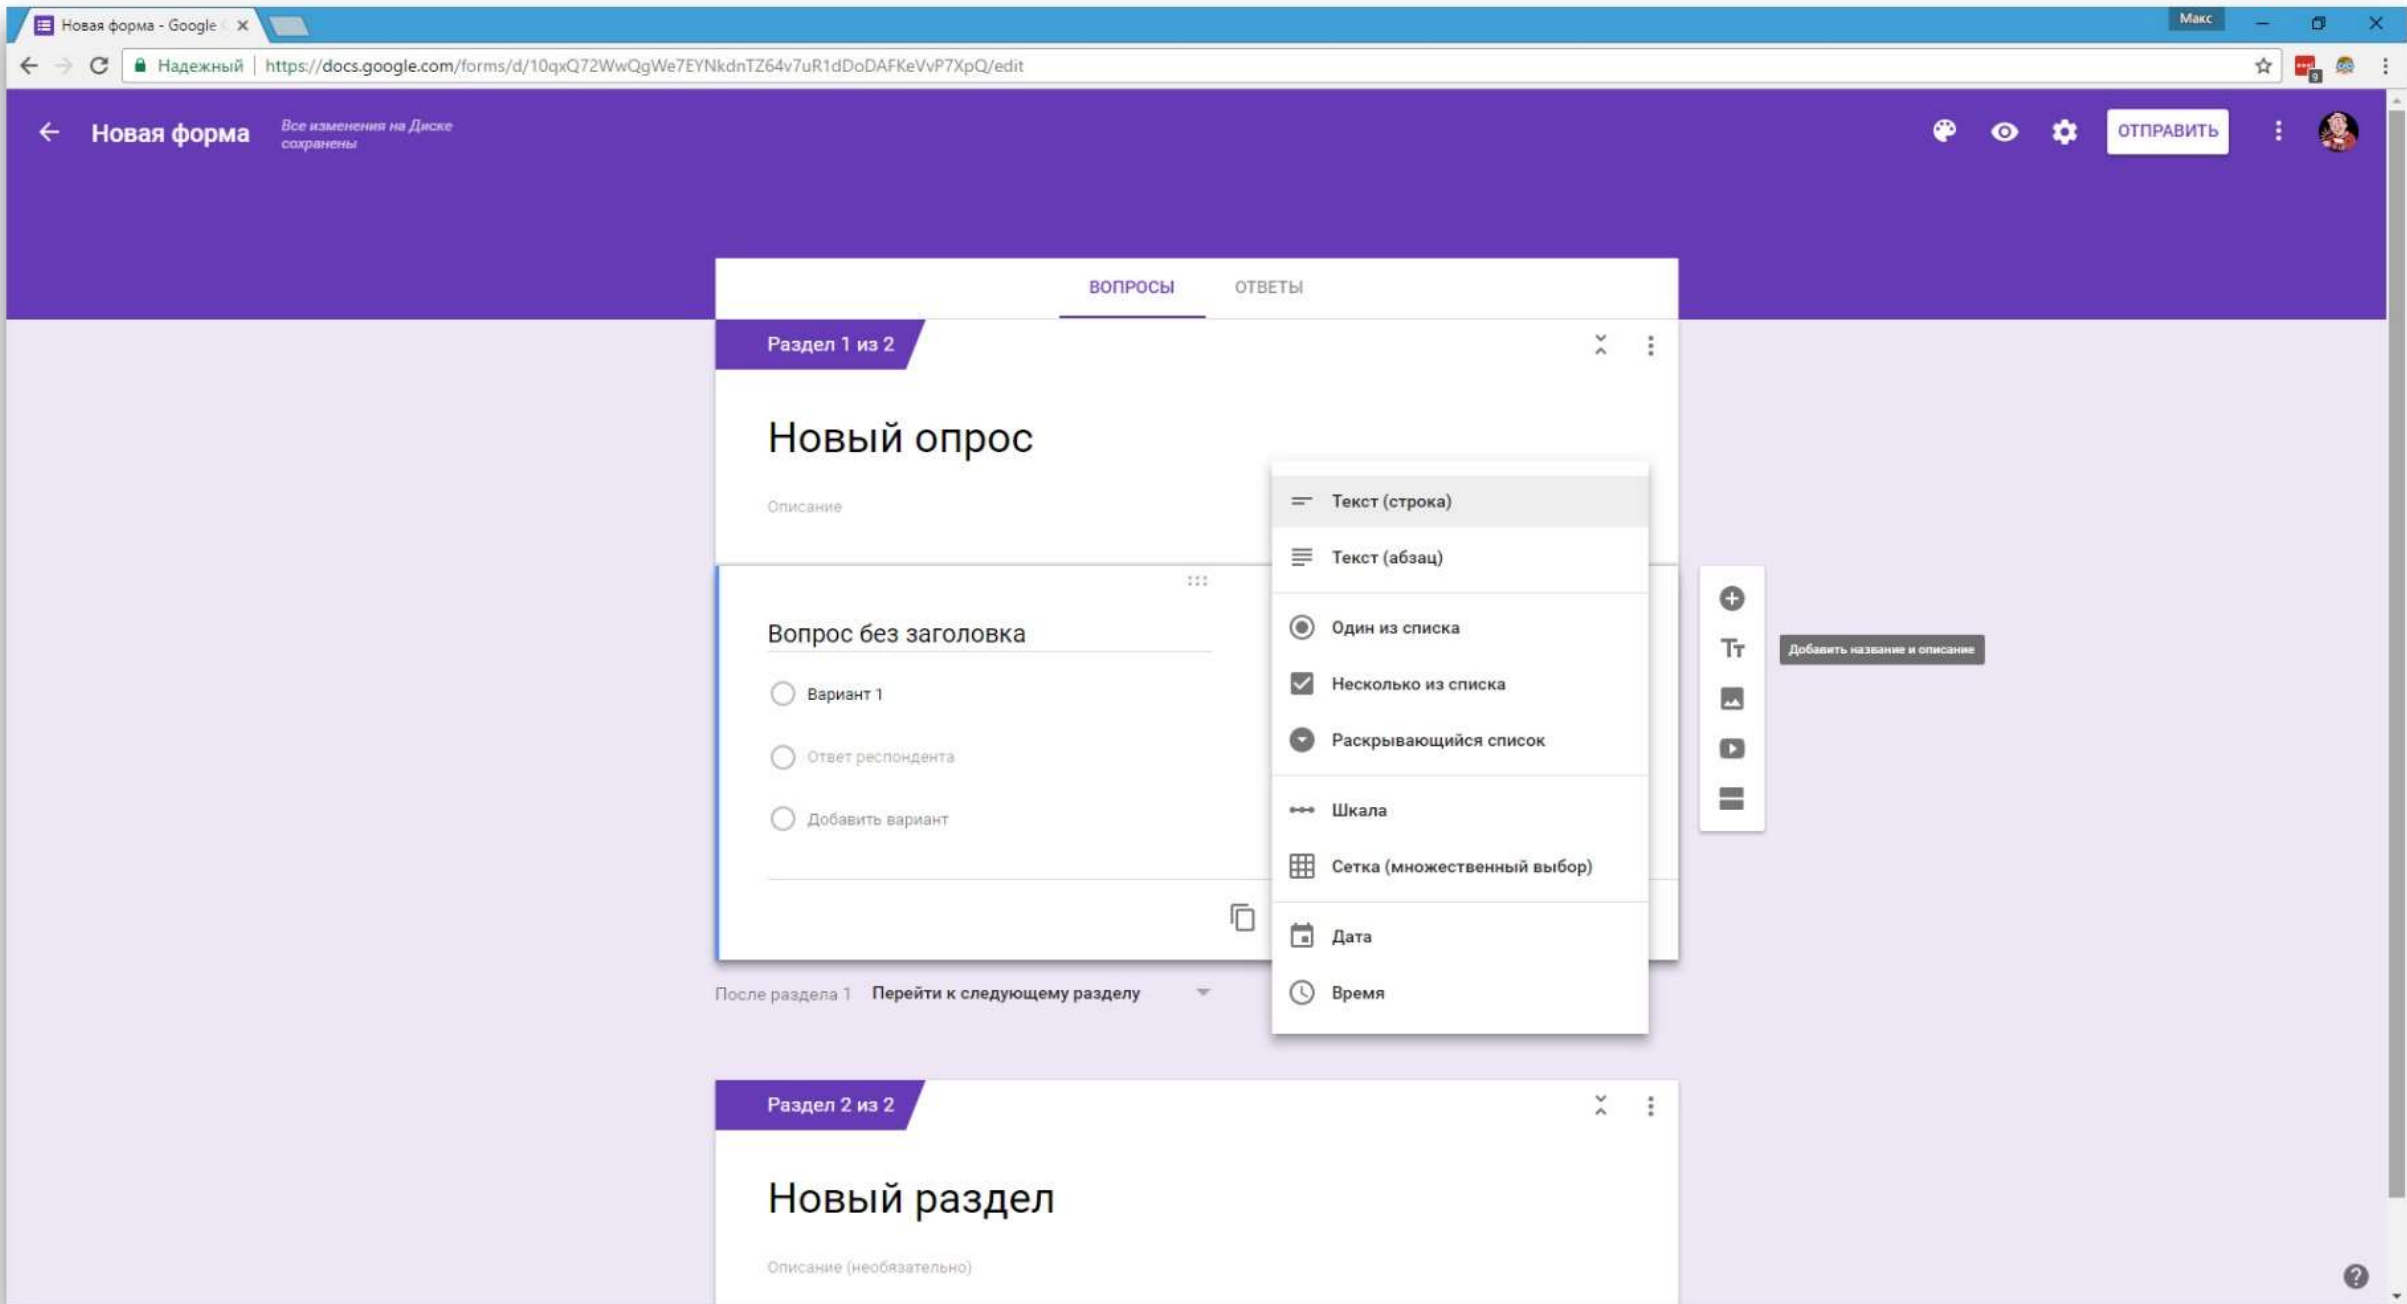 Новая форма - Google
Макс
Надежный | https://docs.google.com/forms/d/10qxQ72WwQgWe7EYNkdnTZ64v7uR1dDoDAFKeVvP7XpQ/edit
9
Новая форма
Все изменения на Диске
сохранены
ОТПРАВИТЬ
ВОПРОСЫ
ОТВЕТЫ
Раздел 1 из 2
Новый опрос
Описание
Вопрос без заголовка
Вариант 1
Ответ респондента
Добавить вариант
Текст (строка)
Текст (абзац)
Один из списка
Несколько из списка
Раскрывающийся список
Шкала
Сетка (множественный выбор)
Дата
Время
Тт
Добавить название и описание
После раздела 1 Перейти к следующему разделу
Раздел 2 из 2
Новый раздел
Описание (необязательно)